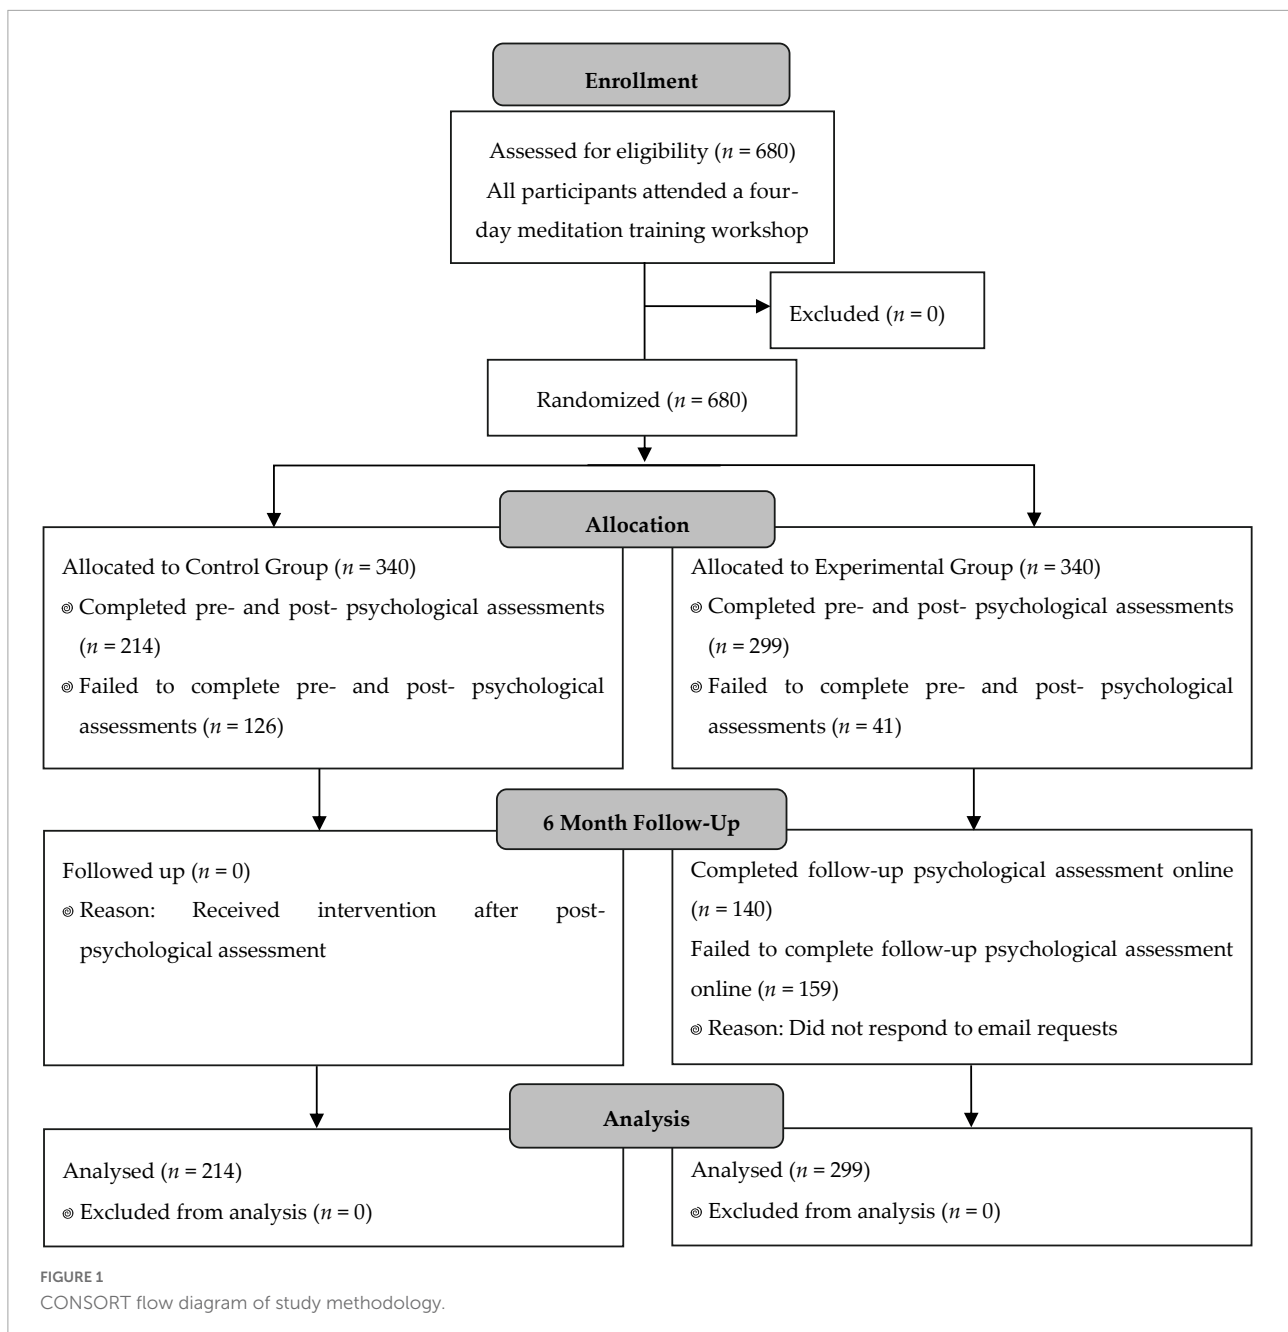 Enrollment
Assessed for eligibility (n = 680)
All participants attended a four-
day meditation training workshop
Excluded (n = 0)
Randomized (n = 680)
Allocation
Allocated to Control Group (n = 340)
Completed pre- and post- psychological assessments
(n = 214)
Failed to complete pre- and post- psychological
assessments (n = 126)
Allocated to Experimental Group (n = 340)
Completed pre- and post- psychological assessments
(n = 299)
Failed to complete pre- and post- psychological
assessments (n = 41)
6 Month Follow-Up
Followed up (n = 0)
Reason: Received intervention after post-
psychological assessment
Completed follow-up psychological assessment online
(n = 140)
Failed to complete follow-up psychological assessment
online (n = 159)
Reason: Did not respond to email requests
Analysis
Analysed (n = 214)
Excluded from analysis (n = 0)
Analysed (n = 299)
Excluded from analysis (n = 0)
FIGURE 1
CONSORT flow diagram of study methodology.